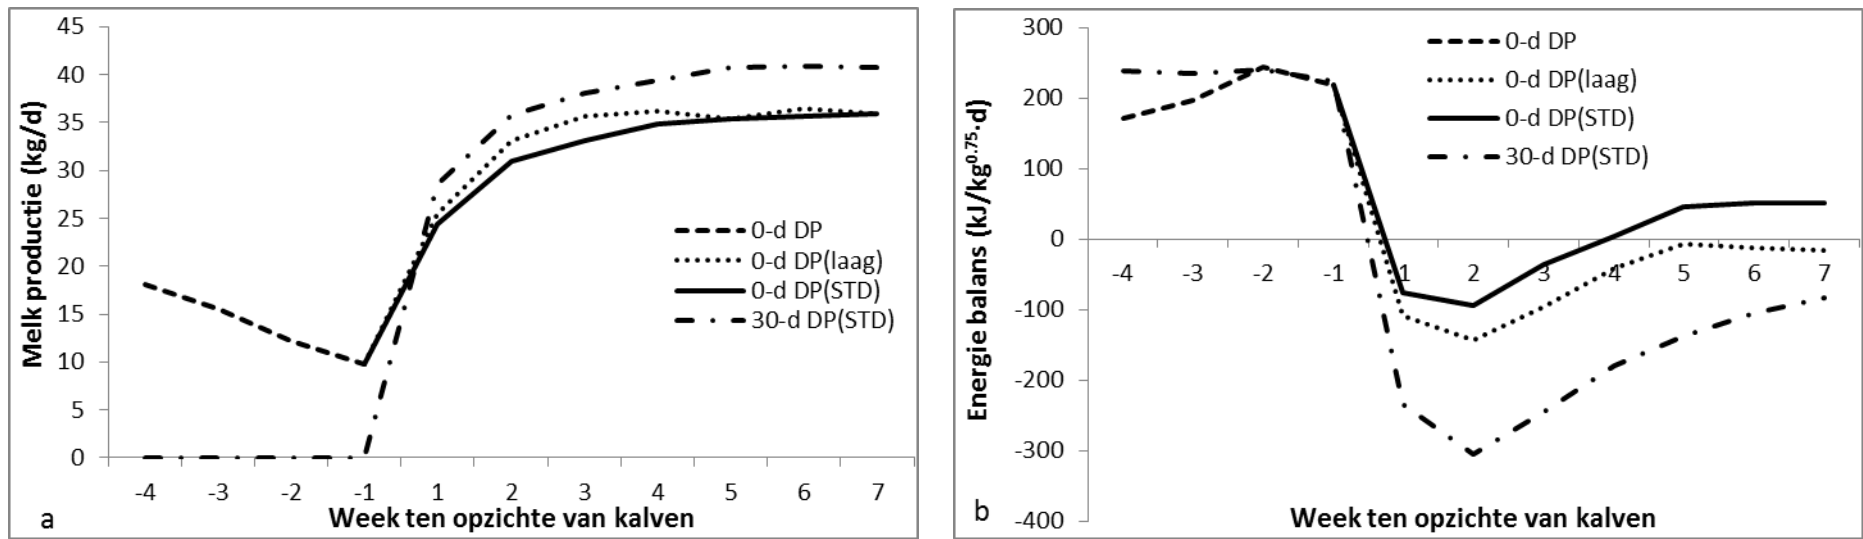 45
40
35
30
25
20
15
10
5
0
Melk productie (kg/d)
0-d DP
0-d DP(laag)
0-d DP(STD)
30-d DP(STD)
-4 -3 -2 -1 1 2 3 4 5 6 7
Week ten opzichte van kalven
a
300
200
100
0
-100
-200
-300
-400
Energie balans (kJ/kg0.75·d)
0-d DP
0-d DP(laag)
0-d DP(STD)
30-d DP(STD)
-4 -3 -2 -1 1 2 3 4 5 6 7
Week ten opzichte van kalven
b